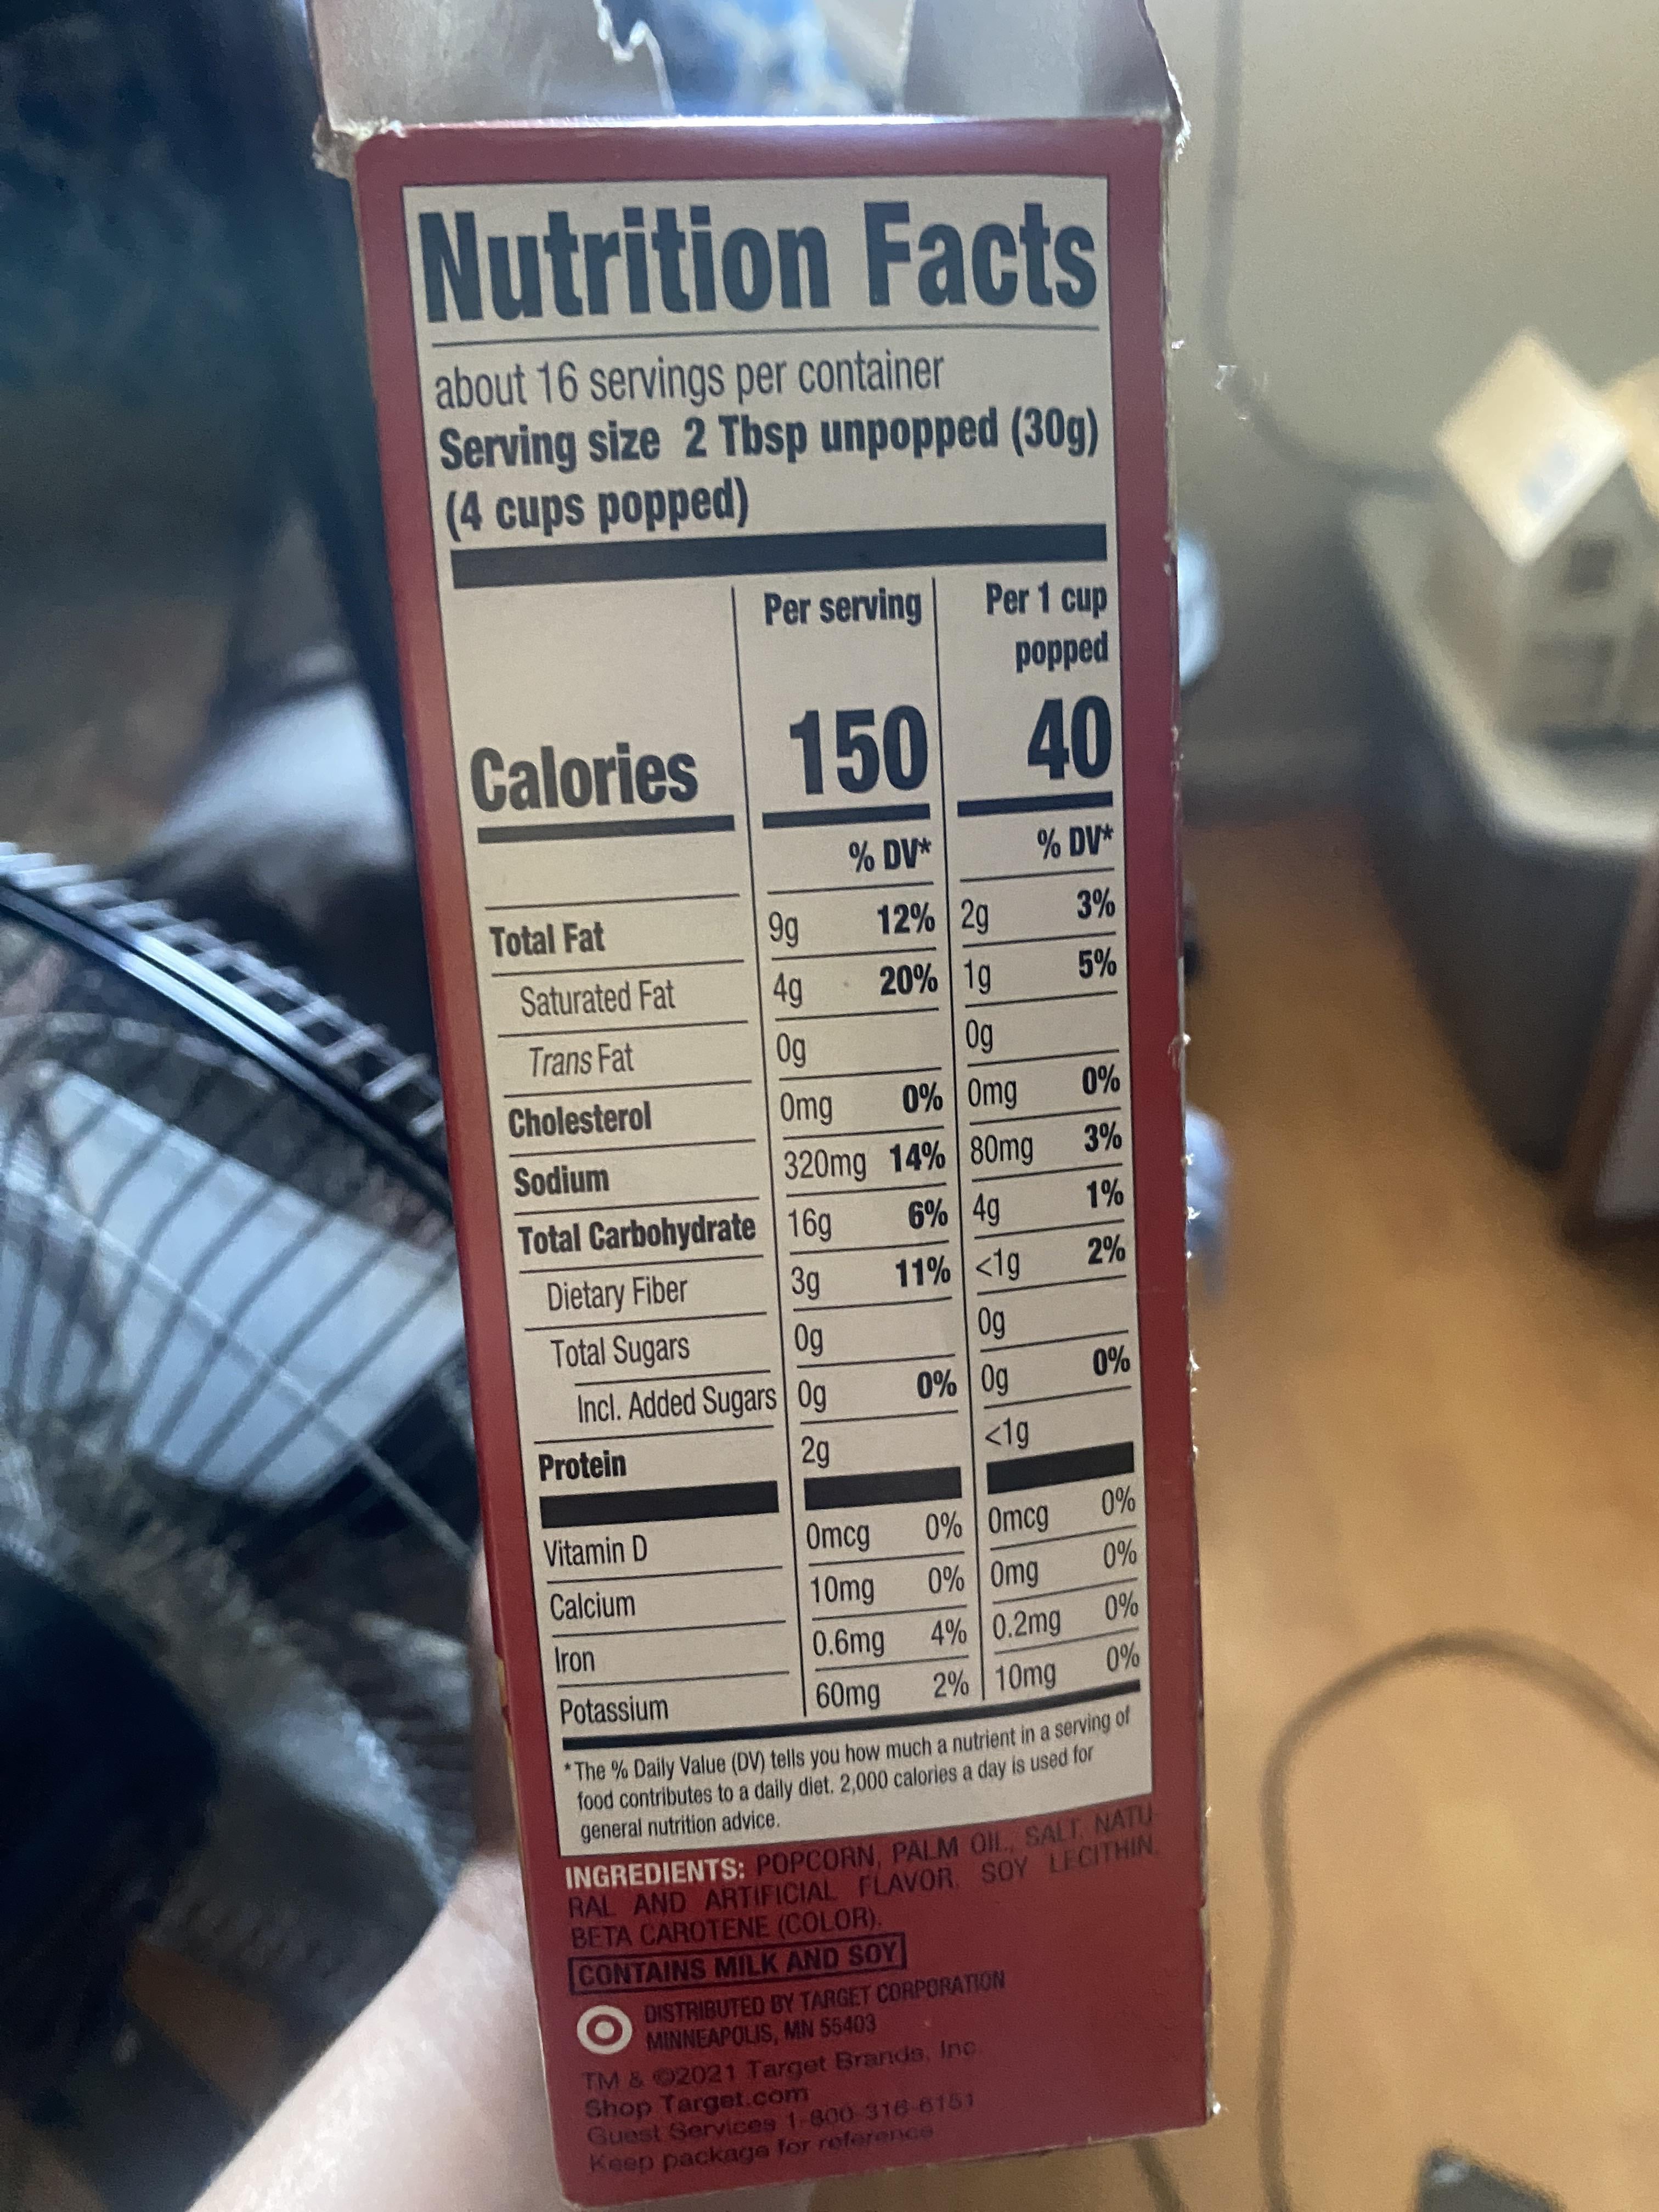 Nutrition Facts
about 16 servings per container
Serving size 2 Tbsp unpopped (30g)
(4 cups popped)
Per serving Per 1 cup
popped
Calories 150 40
% DV* % DV*
Total Fat 9g 12% 2g 3%
Saturated Fat 4g 20% 1g 5%
Trans Fat 0g 0g
Cholesterol 0mg 0% 0mg 0%
Sodium 320mg 14% 80mg 3%
Total Carbohydrate 16g 6% 4g 1%
Dietary Fiber 3g 11% <1g 2%
Total Sugars 0g 0g
Incl. Added Sugars 0g 0% 0g 0%
Protein 2g <1g
Vitamin D 0mcg 0% 0mcg 0%
Calcium 10mg 0% 0mg 0%
Iron 0.6mg 4% 0.2mg 0%
Potassium 60mg 2% 10mg 0%
*The % Daily Value (DV) tells you how much a nutrient in a serving of
food contributes to a daily diet. 2,000 calories a day is used for
general nutrition advice.
INGREDIENTS: POPCORN, PALM OIL, SALT, NATU
RAL AND ARTIFICIAL FLAVOR, SOY LECITHIN,
BETA CAROTENE (COLOR).
CONTAINS MILK AND SOY
DISTRIBUTED BY TARGET CORPORATION
MINNEAPOLIS, MN 55403
TM & ©2021 Target Brands, Inc.
Shop Target.com
Guest Services 1-800-316-6151
Keep package for reference